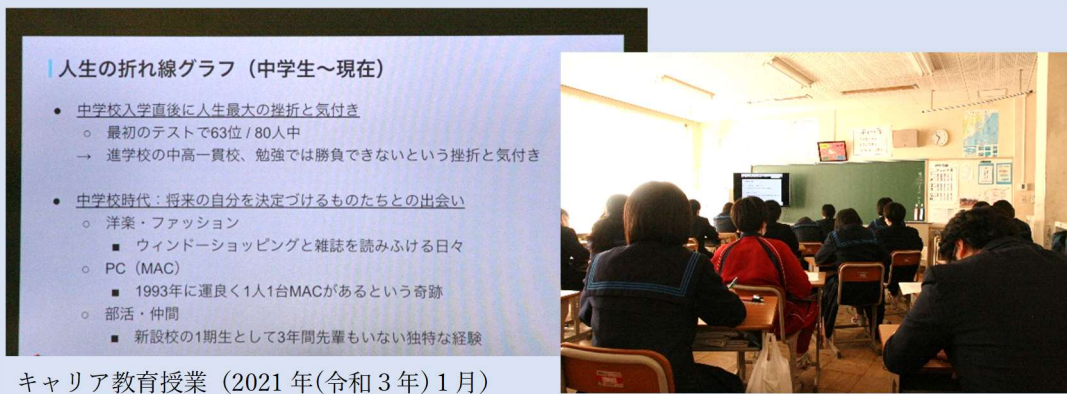 人生の折れ線グラフ（中学生～現在）
● 中学校入学直後に人生最大の挫折と気付き
○ 最初のテストで63位 / 80人中
→ 進学校の中高一貫校、勉強では勝負できないという挫折と気付き
● 中学校時代：将来の自分を決定づけるものたちとの出会い
○ 洋楽・ファッション
■ ウィンドーショッピングと雑誌を読みふける日々
○ PC（MAC）
■ 1993年に運良く1人1台MACがあるという奇跡
○ 部活・仲間
■ 新設校の1期生として3年間先輩もいない独特な経験
キャリア教育授業（2021 年(令和３年)１月）